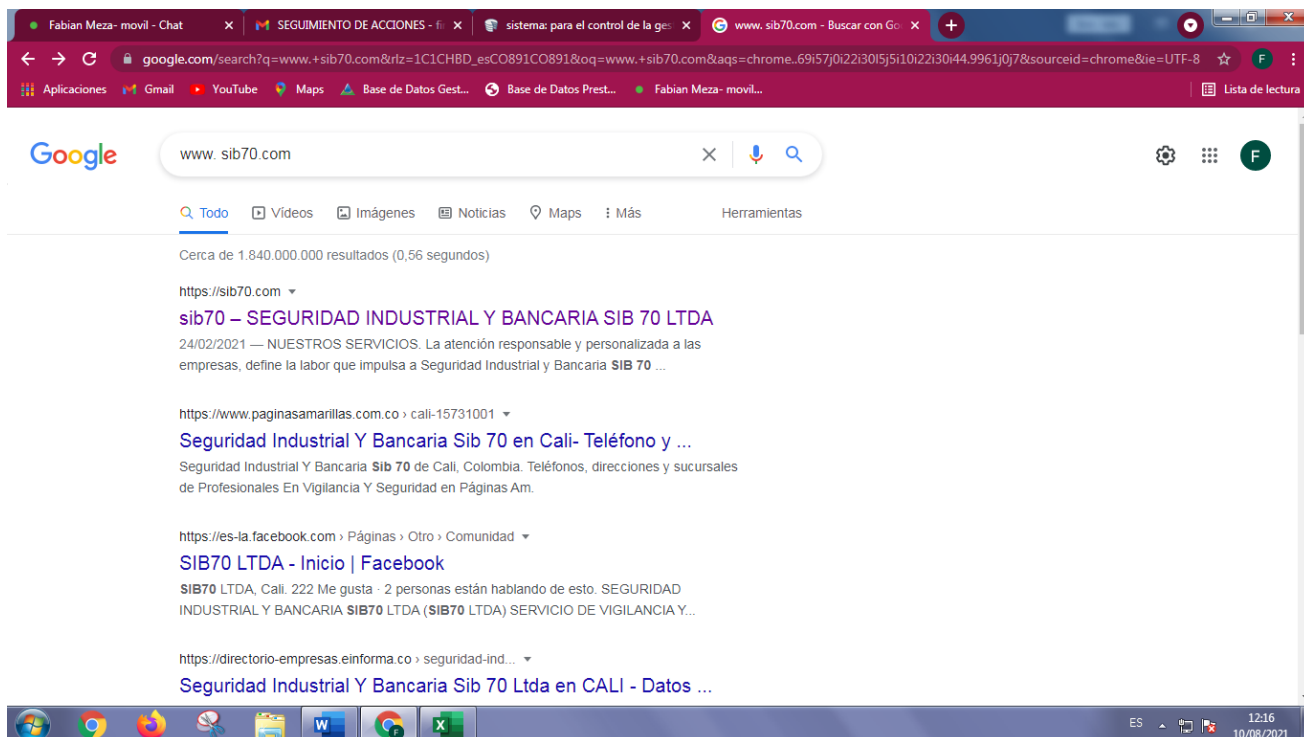 Fabian Meza- movil - Chat
SEGUIMIENTO DE ACCIONES - fi
sistema: para el control de la ges
www. sib70.com - Buscar con Go
google.com/search?q=www.+sib70.com&rlz=1C1CHBD_esCO891CO891&oq=www.+sib70.com&aqs=chrome..69i57j0i22i30l5j5i10i22i30i44.9961j0j7&sourceid=chrome&ie=UTF-8
F
Aplicaciones
Gmail
YouTube
Maps
Base de Datos Gest...
Base de Datos Prest...
Fabian Meza- movil...
Lista de lectura
Google
www. sib70.com
F
Todo
Vídeos
Imágenes
Noticias
Maps
Más
Herramientas
Cerca de 1.840.000.000 resultados (0,56 segundos)
https://sib70.com
sib70 – SEGURIDAD INDUSTRIAL Y BANCARIA SIB 70 LTDA
24/02/2021 — NUESTROS SERVICIOS. La atención responsable y personalizada a las
empresas, define la labor que impulsa a Seguridad Industrial y Bancaria SIB 70 ...
https://www.paginasamarillas.com.co › cali-15731001
Seguridad Industrial Y Bancaria Sib 70 en Cali- Teléfono y ...
Seguridad Industrial Y Bancaria Sib 70 de Cali, Colombia. Teléfonos, direcciones y sucursales
de Profesionales En Vigilancia Y Seguridad en Páginas Am.
https://es-la.facebook.com › Páginas › Otro › Comunidad
SIB70 LTDA - Inicio | Facebook
SIB70 LTDA, Cali. 222 Me gusta · 2 personas están hablando de esto. SEGURIDAD
INDUSTRIAL Y BANCARIA SIB70 LTDA (SIB70 LTDA) SERVICIO DE VIGILANCIA Y...
https://directorio-empresas.einforma.co › seguridad-ind...
Seguridad Industrial Y Bancaria Sib 70 Ltda en CALI - Datos ...
ES
12:16
10/08/2021